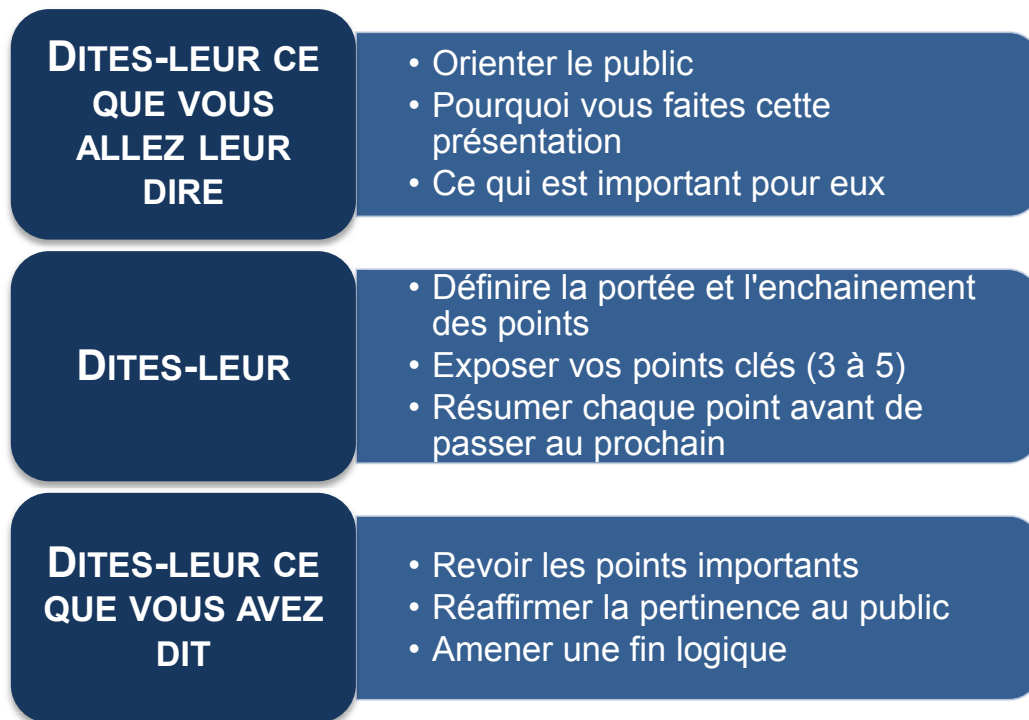 DITES-LEUR CE
QUE VOUS
ALLEZ LEUR
DIRE
• Orienter le public
• Pourquoi vous faites cette
présentation
• Ce qui est important pour eux
DITES-LEUR
• Définire la portée et l'enchainement
des points
• Exposer vos points clés (3 à 5)
• Résumer chaque point avant de
passer au prochain
DITES-LEUR CE
QUE VOUS AVEZ
DIT
• Revoir les points importants
• Réaffirmer la pertinence au public
• Amener une fin logique